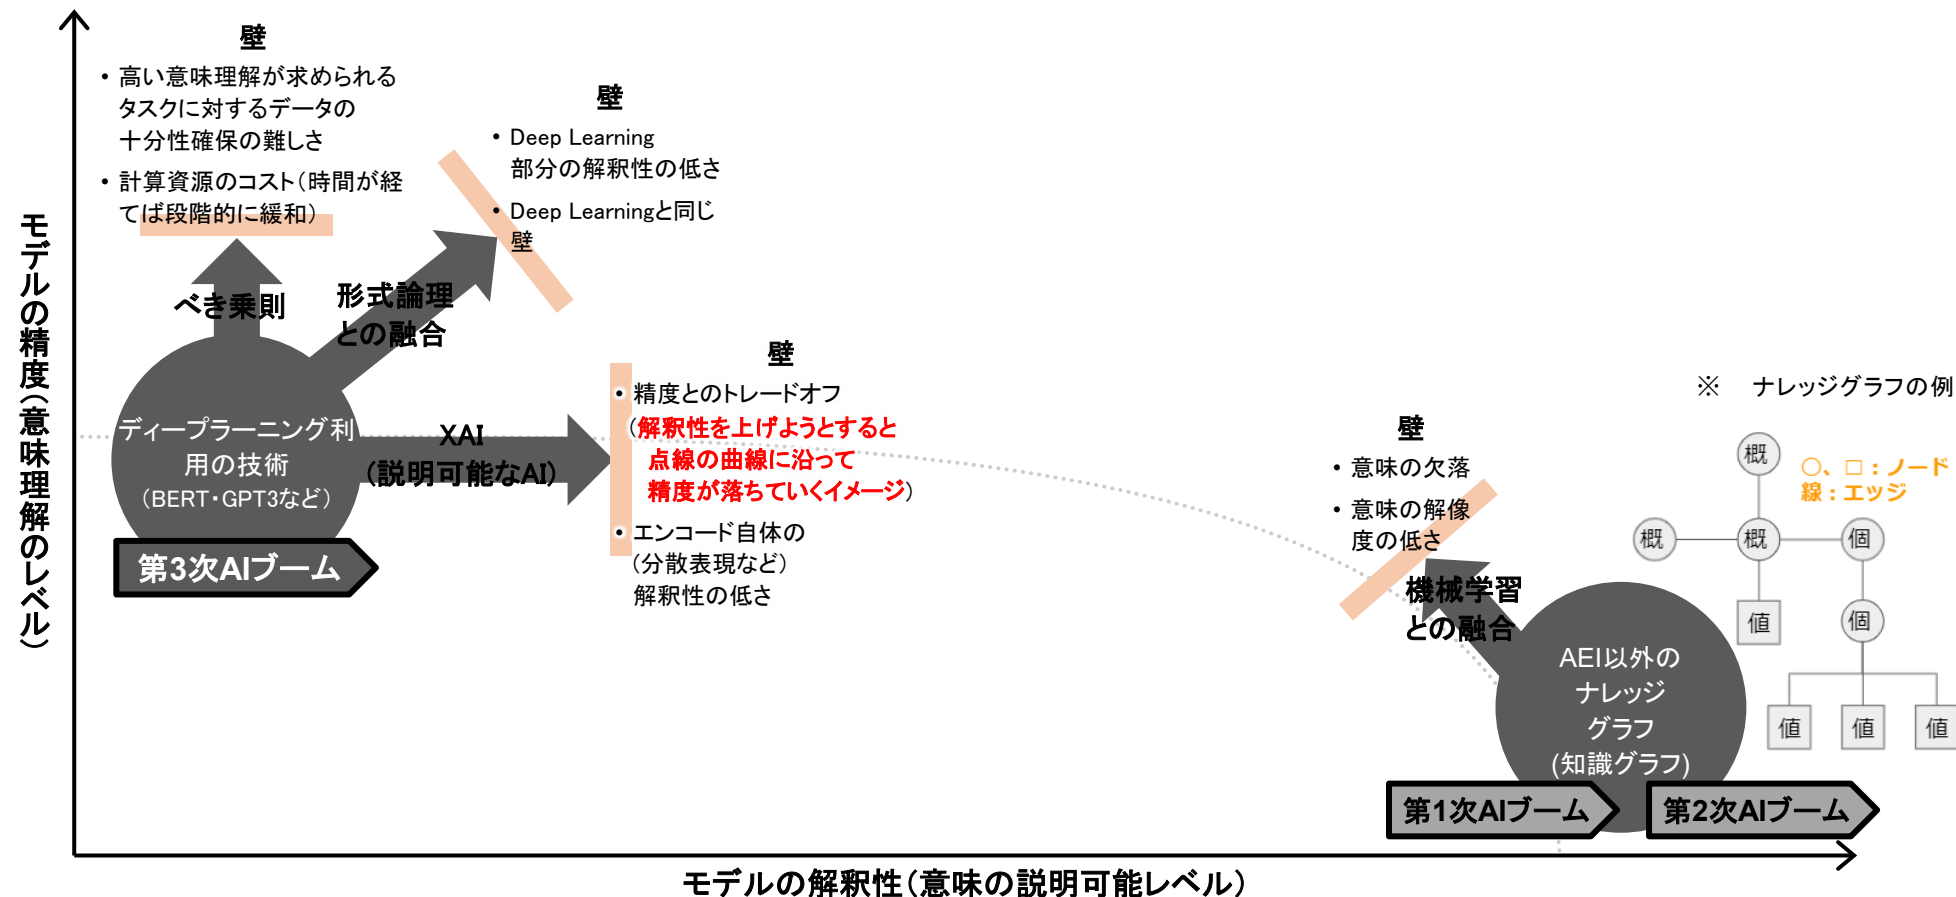 壁
• 高い意味理解が求められる
タスクに対するデータの
十分性確保の難しさ
• 計算資源のコスト（時間が経
てば段階的に緩和）
壁
• Deep Learning
部分の解釈性の低さ
• Deep Learningと同じ
壁
べき乗則
形式論理
との融合
モデルの精度（意味理解のレベル）
ディープラーニング利
用の技術
（BERT・GPT3など）
第3次AIブーム
XAI
（説明可能なAI）
壁
• 精度とのトレードオフ
（解釈性を上げようとすると
点線の曲線に沿って
精度が落ちていくイメージ）
• エンコード自体の
（分散表現など）
解釈性の低さ
壁
• 意味の欠落
• 意味の解像
度の低さ
機械学習
との融合
AEI以外の
ナレッジ
グラフ
(知識グラフ)
第1次AIブーム
第2次AIブーム
※　ナレッジグラフの例
〇、□：ノード
線：エッジ
概
概
概
個
値
個
値
値
値
モデルの解釈性（意味の説明可能レベル）